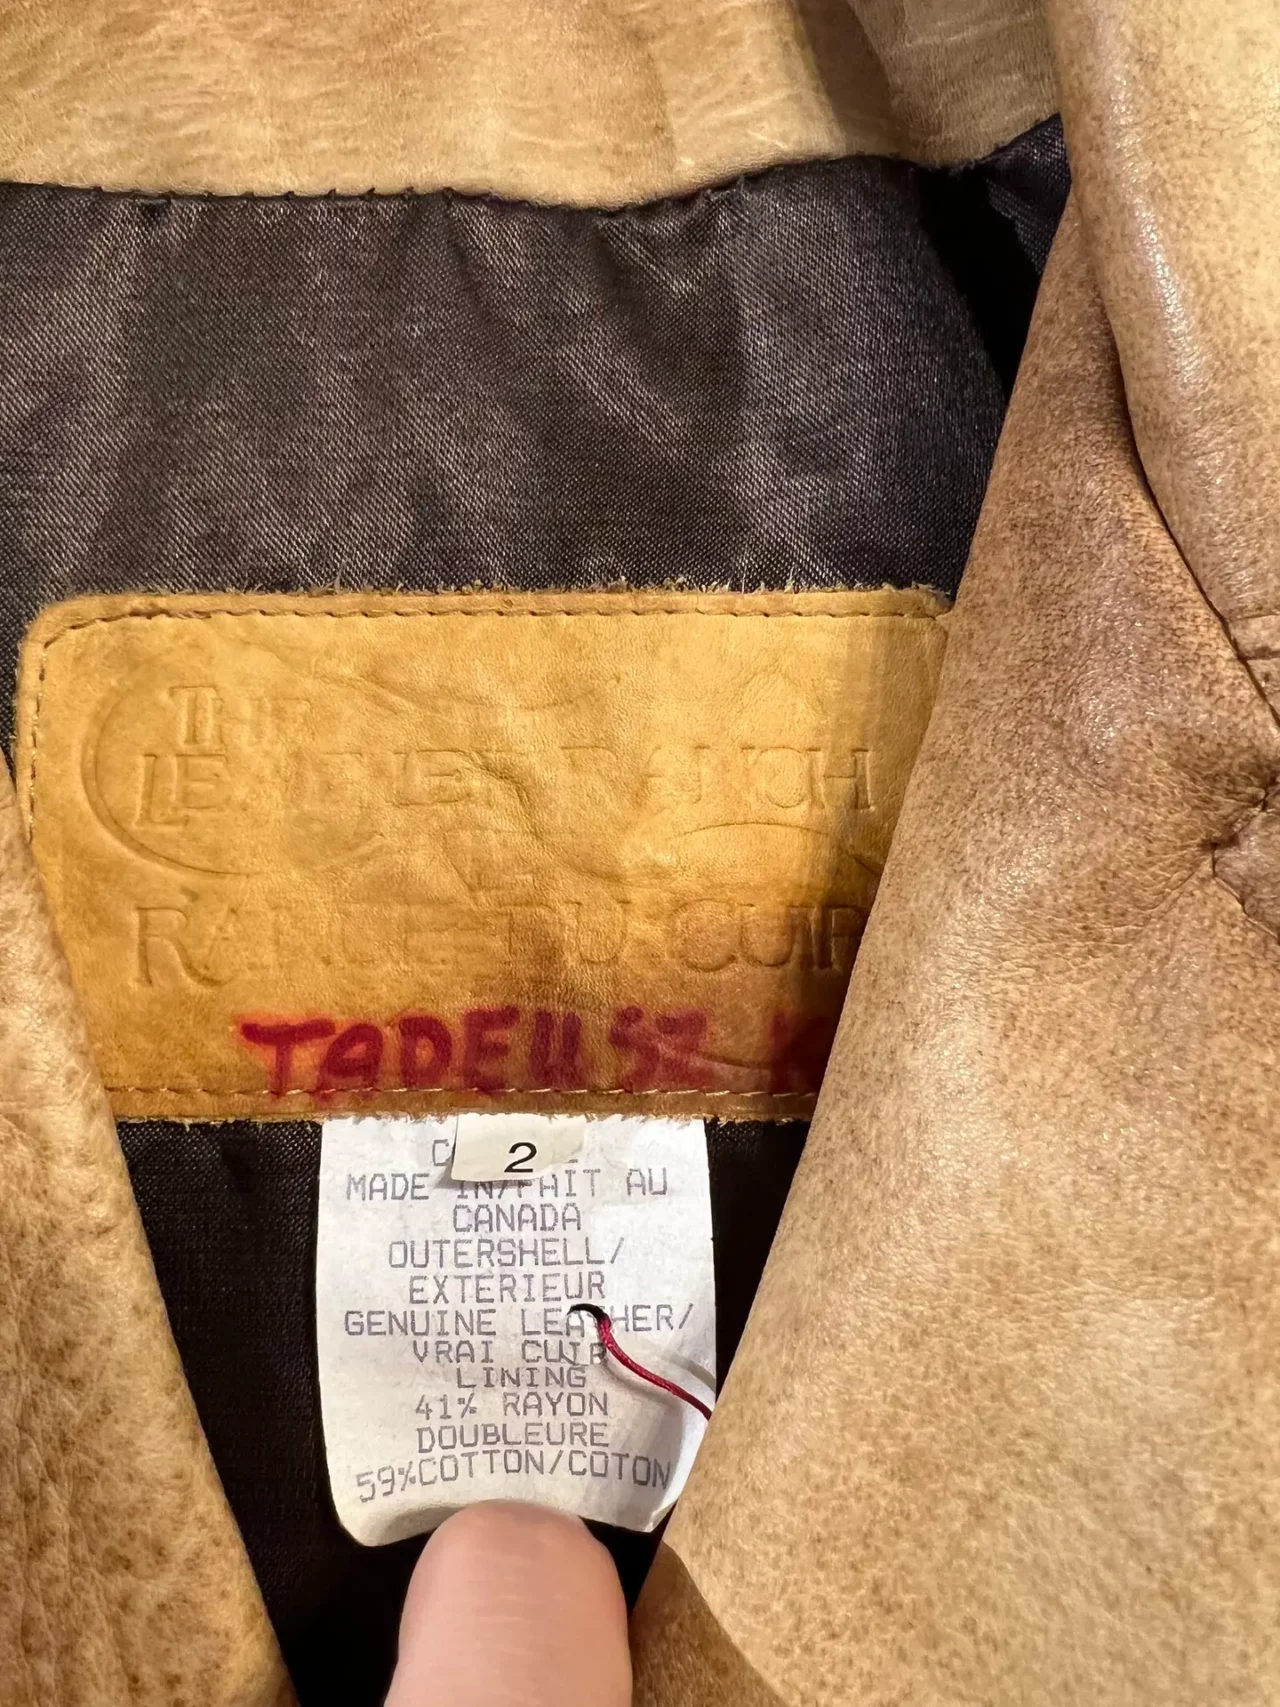 THE
LEATHER RANCH
LE
RANCH DU CUIR
TADEUSZ
2
MADE IN/FAIT AU
CANADA
OUTERSHELL/
EXTERIEUR
GENUINE LEATHER/
VRAI CUIR
LINING
41% RAYON
DOUBLEURE
59%COTTON/COTON